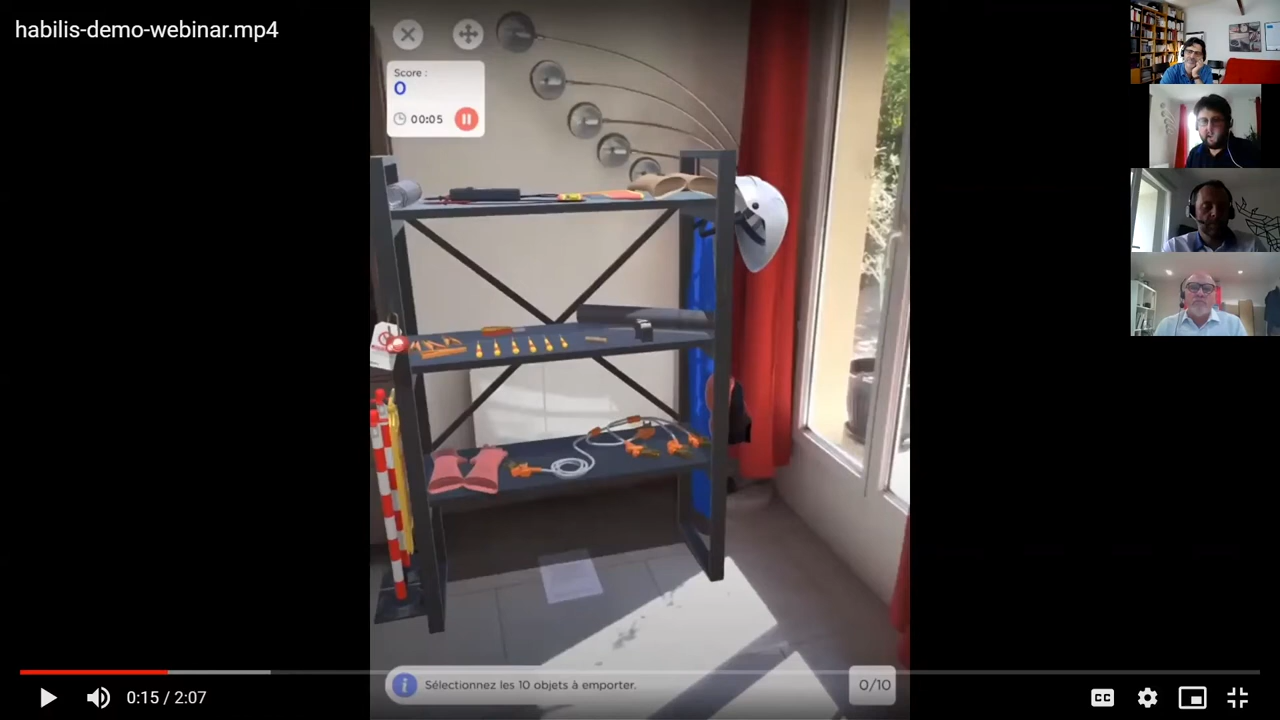 habilis-demo-webinar.mp4
Score :
0
00:05
Sélectionnez les 10 objets à emporter.
0/10
0:15 / 2:07
CC